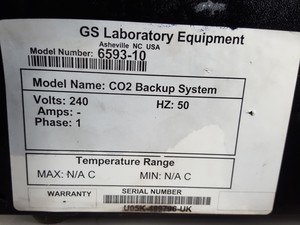 GS Laboratory Equipment
Asheville NC USA
Model Number: 6593-10
Model Name: CO2 Backup System
Volts: 240 HZ: 50
Amps: -
Phase: 1
Temperature Range
MAX: N/A C MIN: N/A C
WARRANTY
SERIAL NUMBER